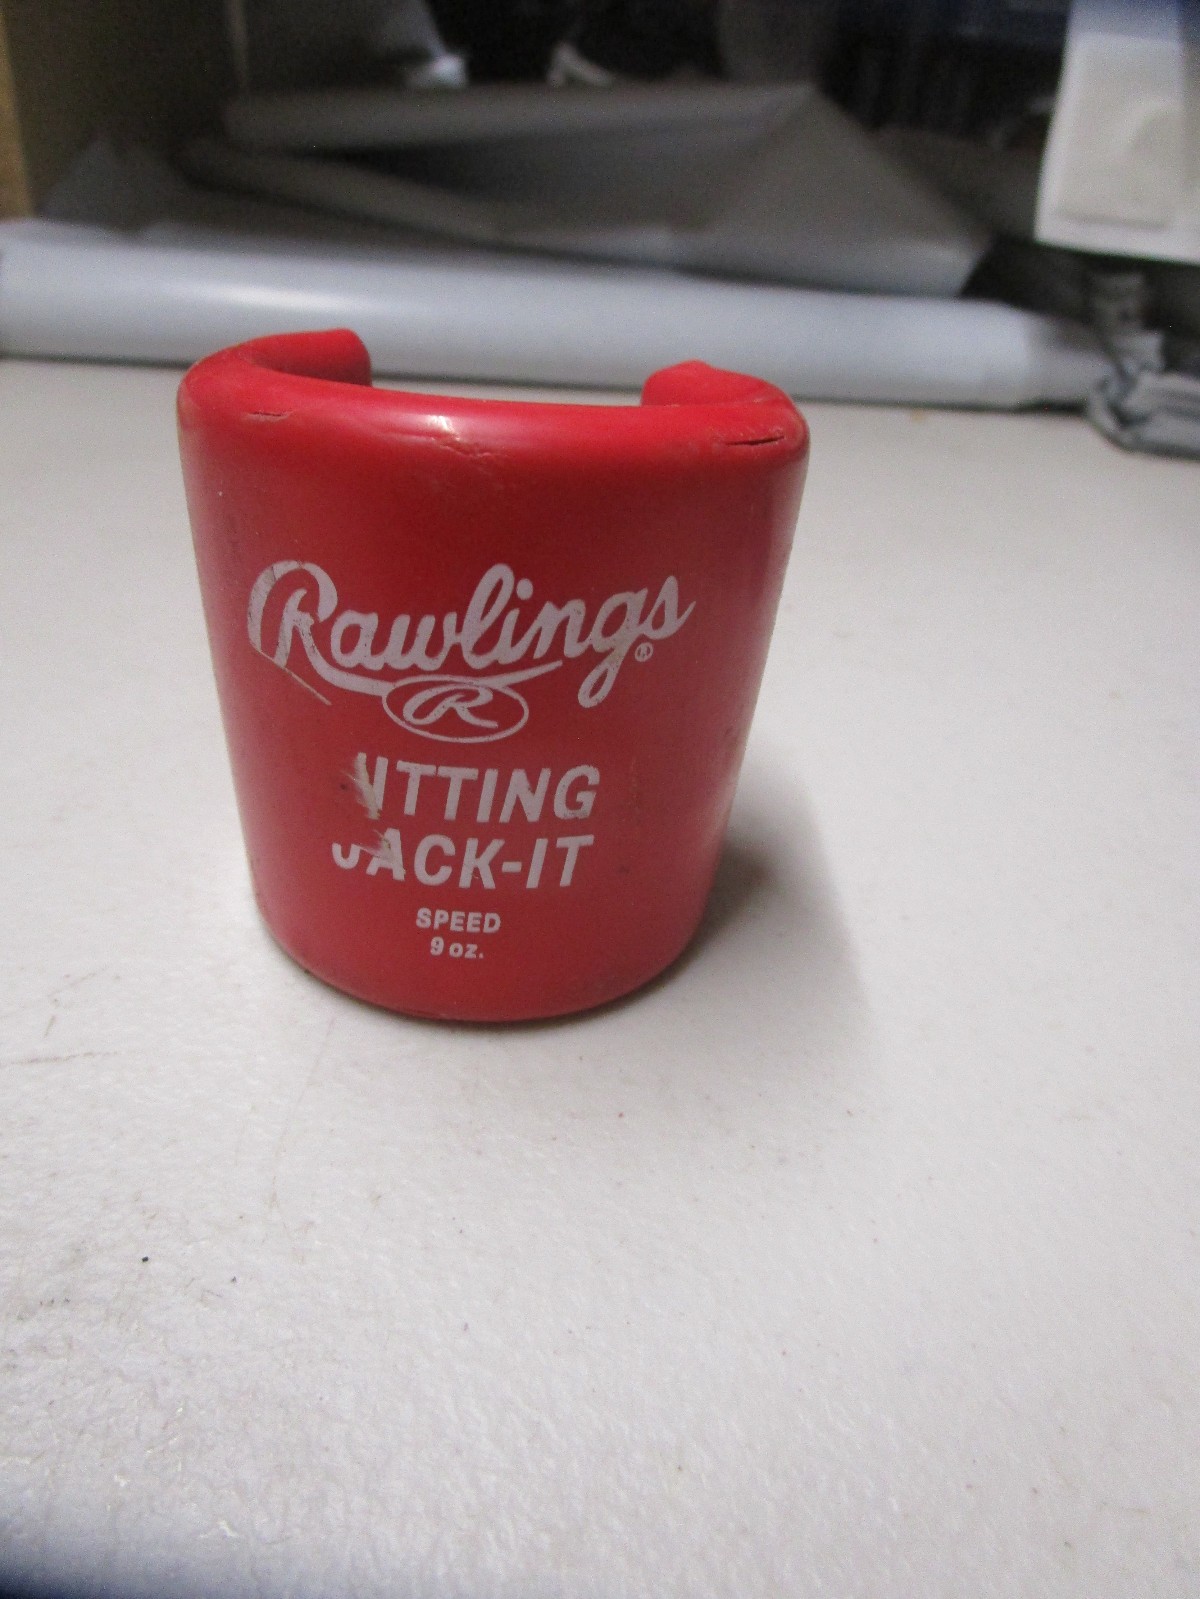 Rawlings®
R
ITTING
JACK-IT
SPEED
9 oz.